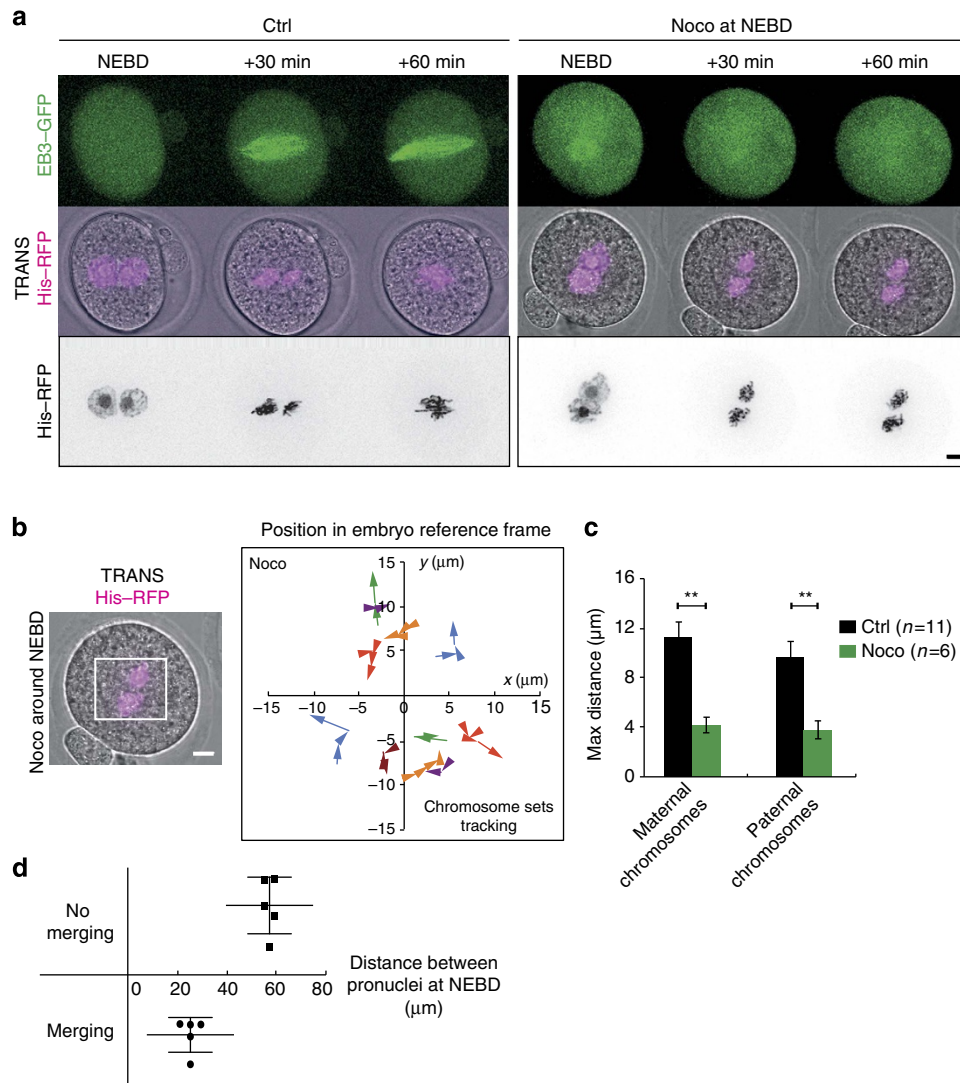 a
Ctrl
Noco at NEBD
NEBD
+30 min
+60 min
NEBD
+30 min
+60 min
EB3–GFP
TRANS
His–RFP
His–RFP
b
Noco around NEBD
TRANS
His–RFP
Position in embryo reference frame
Noco
y (μm)
15
10
5
x (μm)
−15
−10
−5
0
5
10
15
−5
−10
−15
Chromosome sets
tracking
c
Max distance (μm)
16
12
8
4
0
**
**
Ctrl (n=11)
Noco (n=6)
Maternal
chromosomes
Paternal
chromosomes
d
No
merging
Merging
0
20
40
60
80
Distance between
pronuclei at NEBD
(μm)